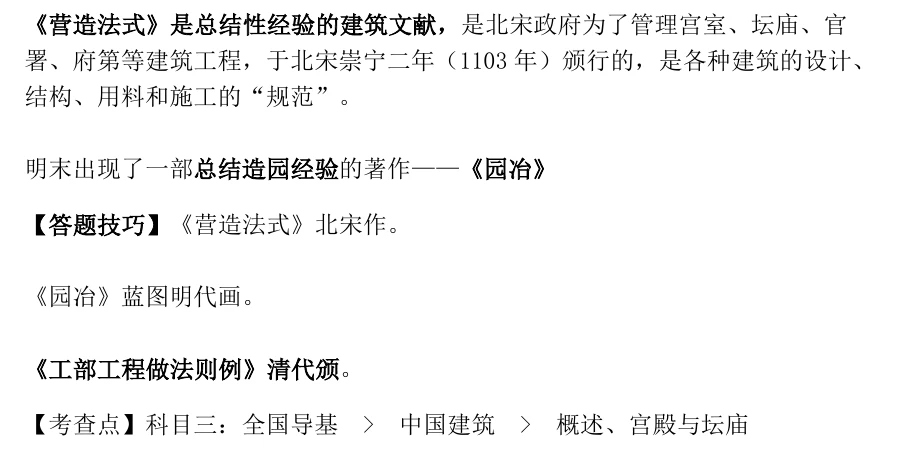 《营造法式》是总结性经验的建筑文献，是北宋政府为了管理宫室、坛庙、官
署、府第等建筑工程，于北宋崇宁二年（1103 年）颁行的，是各种建筑的设计、
结构、用料和施工的“规范”。
明末出现了一部总结造园经验的著作——《园冶》
【答题技巧】《营造法式》北宋作。
《园冶》蓝图明代画。
《工部工程做法则例》清代颁。
【考查点】科目三：全国导基 > 中国建筑 > 概述、宫殿与坛庙